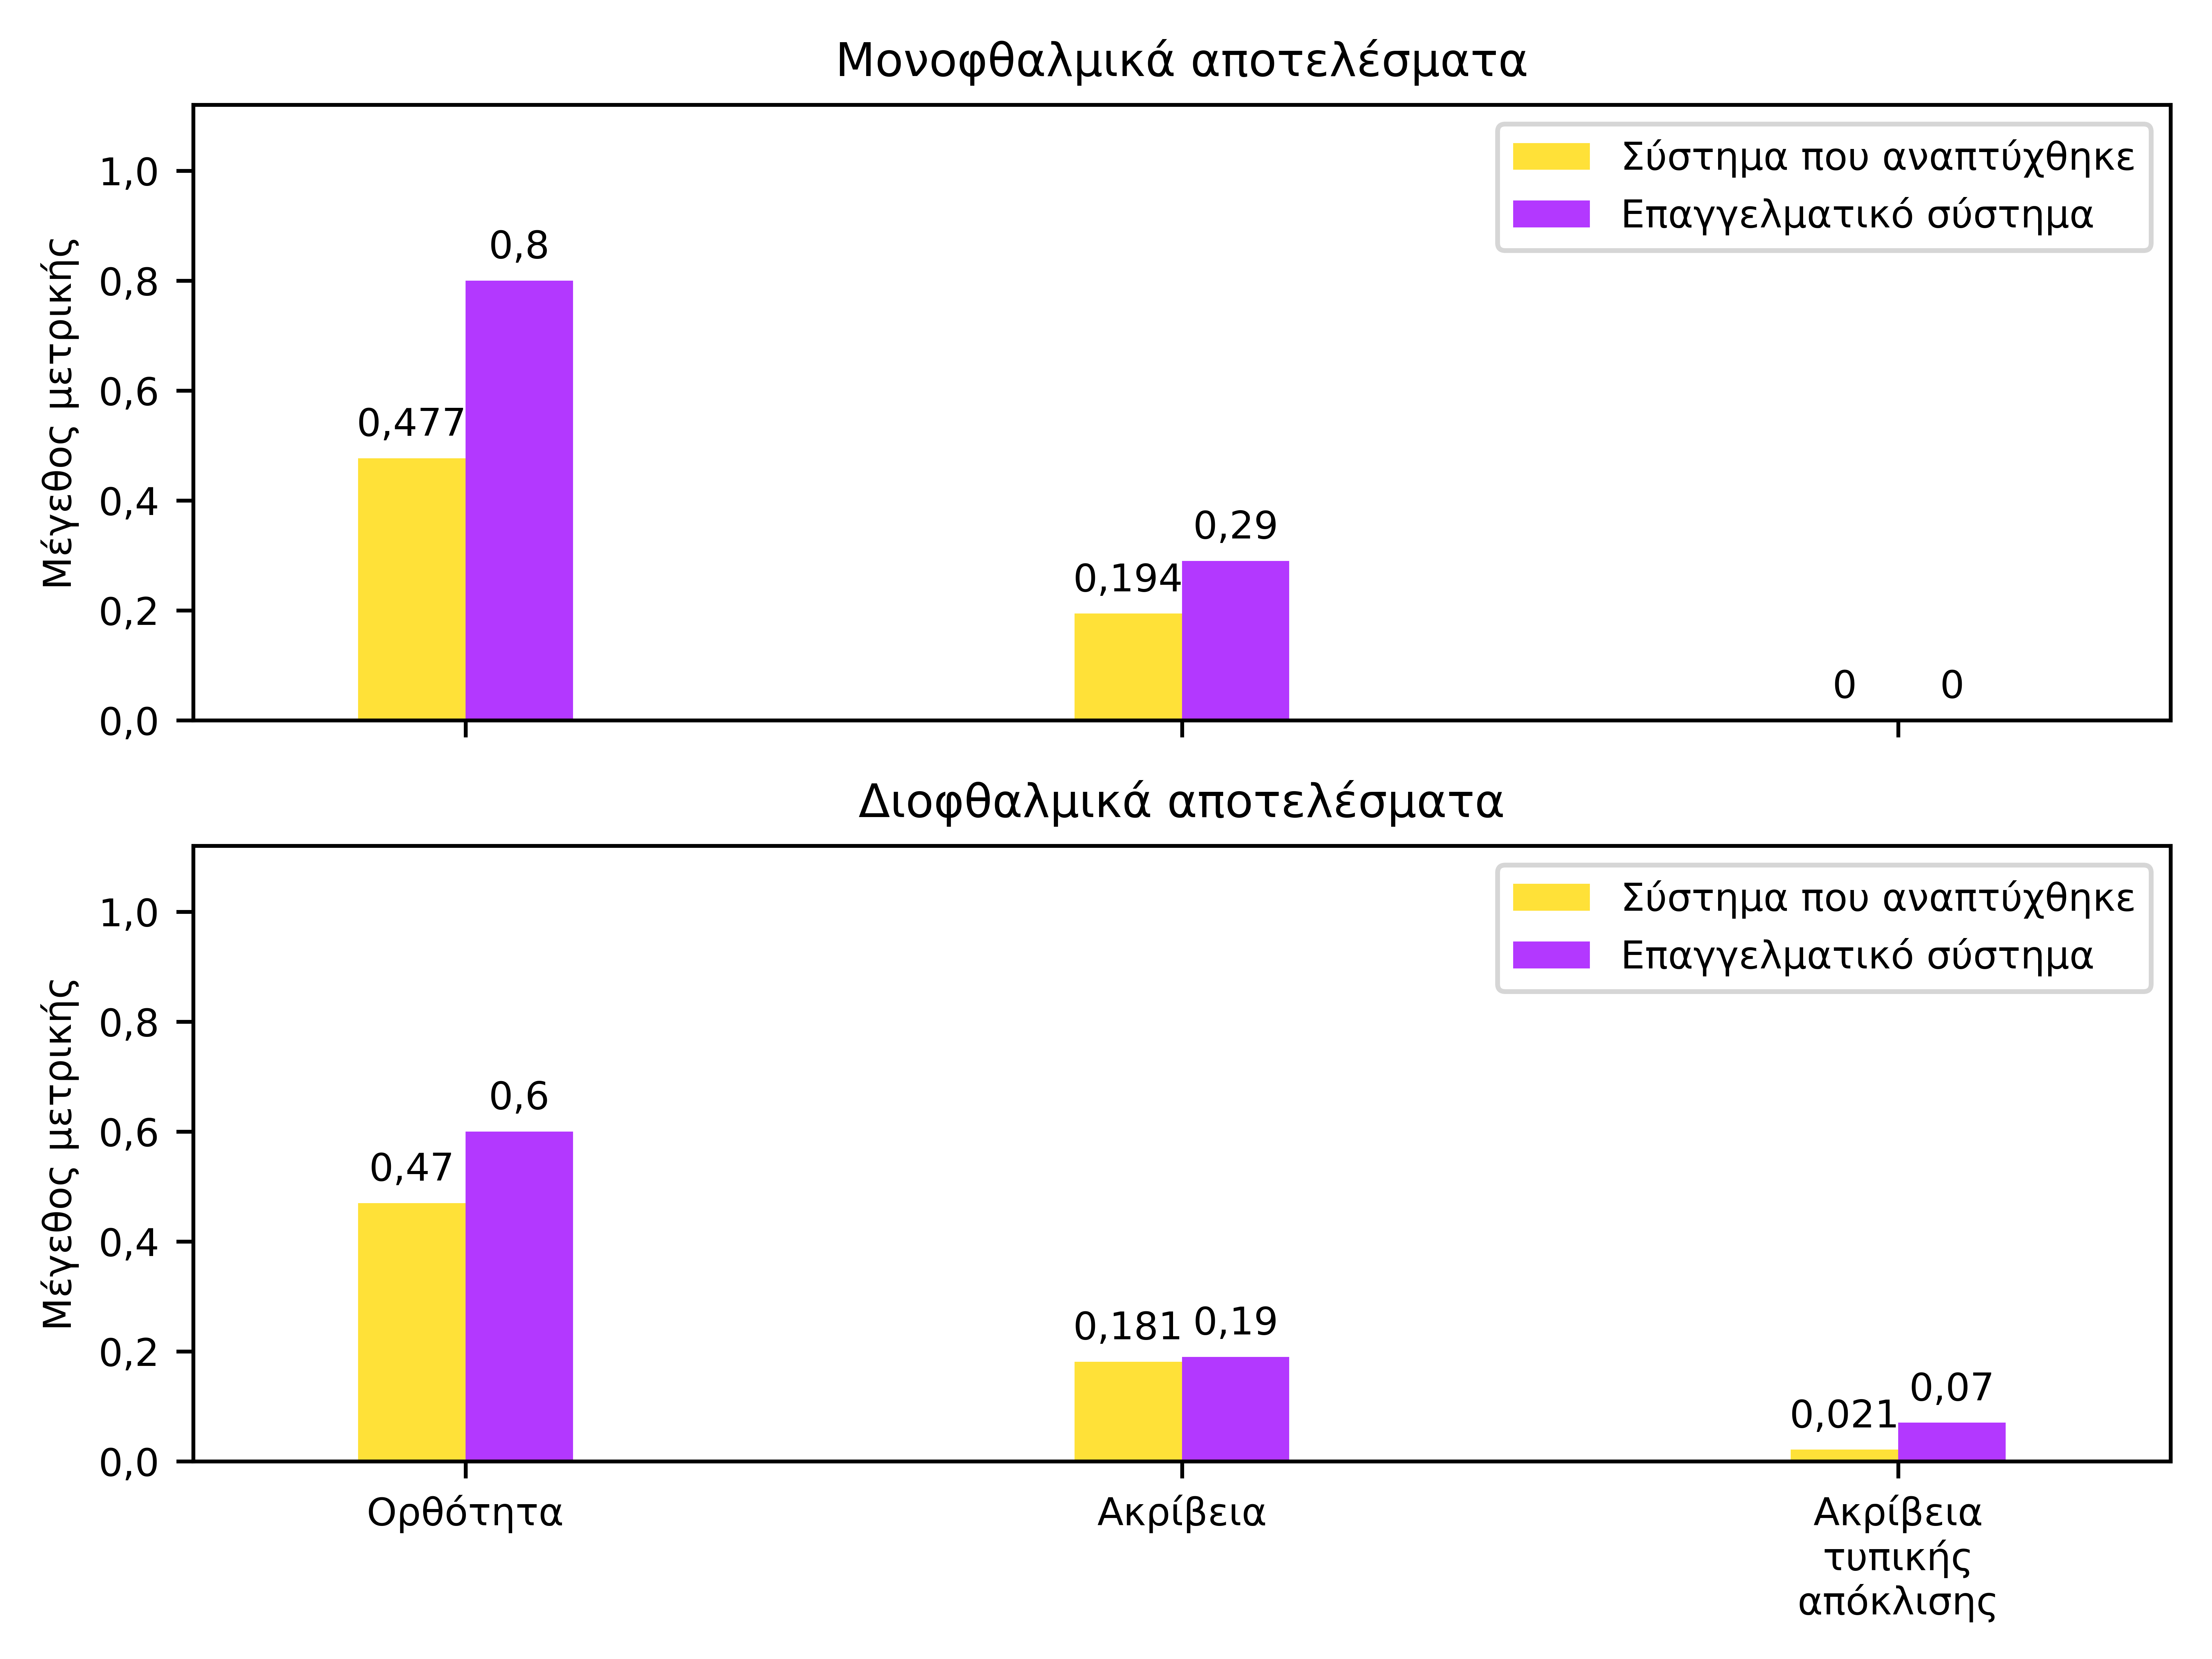 Μονοφθαλμικά αποτελέσματα
Μέγεθος μετρικής
1,0
0,8
0,6
0,4
0,2
0,0
Σύστημα που αναπτύχθηκε
Επαγγελματικό σύστημα
0,477
0,8
0,194
0,29
0
0
Διοφθαλμικά αποτελέσματα
Μέγεθος μετρικής
1,0
0,8
0,6
0,4
0,2
0,0
Σύστημα που αναπτύχθηκε
Επαγγελματικό σύστημα
0,47
0,6
0,181
0,19
0,021
0,07
Ορθότητα
Ακρίβεια
Ακρίβεια
τυπικής
απόκλισης